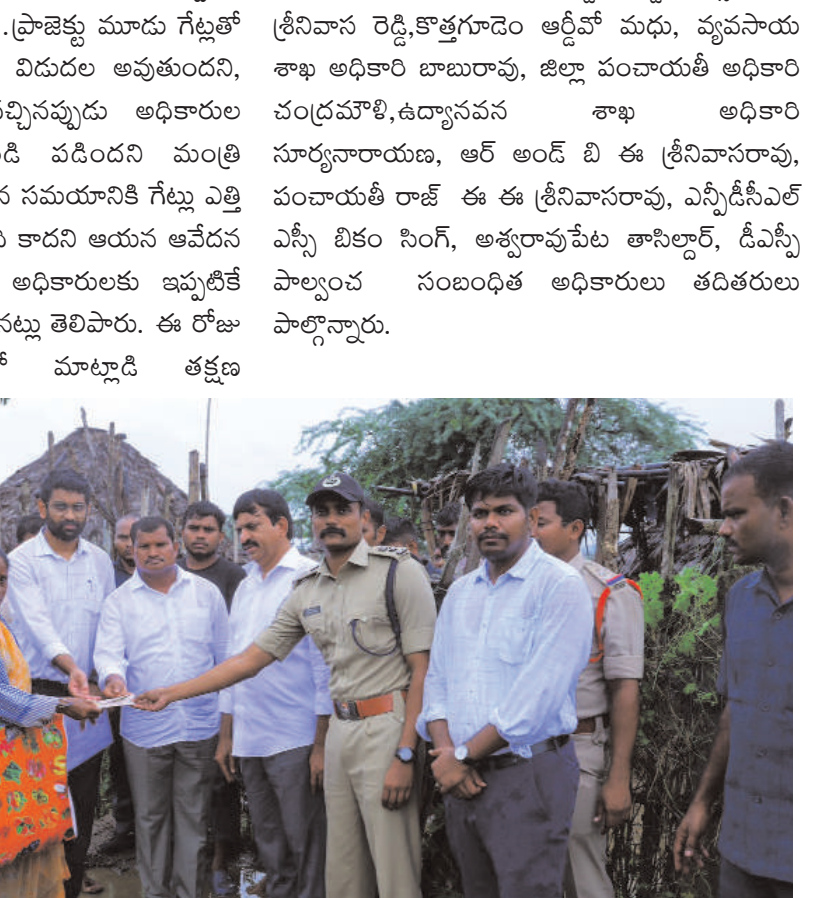 .ప్రాజెక్టు మూడు గేట్లతో
విడుదల అవుతుందని,
అధికారుల
పడిందని మంత్రి
సమయానికి గేట్లు ఎత్తి
కాదని ఆయన ఆవేదన
అధికారులకు ఇప్పటికే
తెలిపారు. ఈ రోజు
మాట్లాడి తక్షణ
శ్రీనివాస రెడ్డి,కొత్తగూడెం ఆర్డీవో మధు, వ్యవసాయ
శాఖ అధికారి బాబురావు, జిల్లా పంచాయతీ అధికారి
చంద్రమౌళి,ఉద్యానవన శాఖ అధికారి
సూర్యనారాయణ, ఆర్ అండ్ బి ఈ శ్రీనివాసరావు,
పంచాయతీ రాజ్ ఈ ఈ శ్రీనివాసరావు, ఎన్పీడీసీఎల్
ఎస్సీ బికం సింగ్, అశ్వరావుపేట తాసిల్దార్, డీఎస్పీ
పాల్వంచ సంబంధిత అధికారులు తదితరులు
పాల్గొన్నారు.